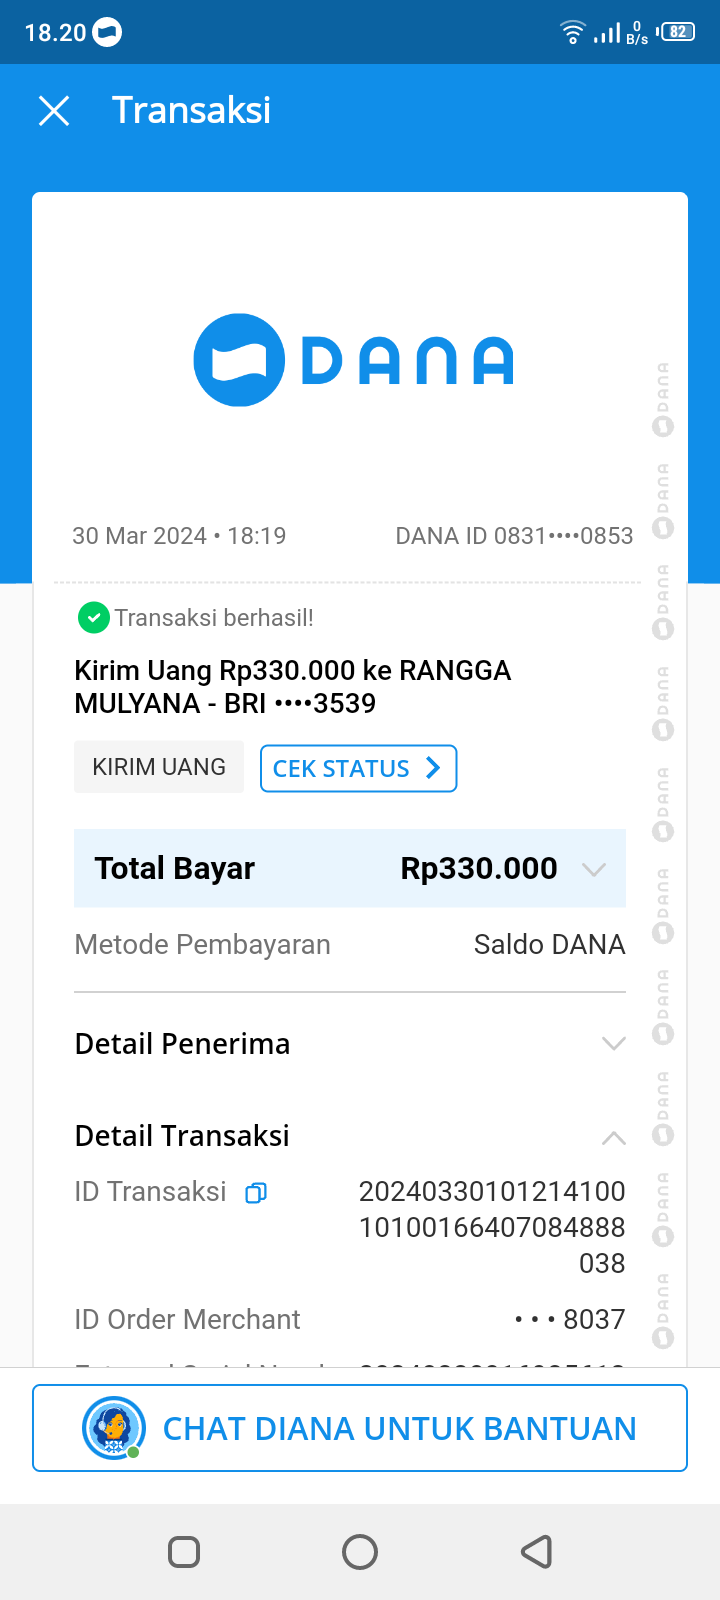 18.20
0
B/s
82
Transaksi
DANA
30 Mar 2024 • 18:19
DANA ID 0831••••0853
Transaksi berhasil!
Kirim Uang Rp330.000 ke RANGGA
MULYANA - BRI ••••3539
KIRIM UANG
CEK STATUS
Total Bayar
Rp330.000
Metode Pembayaran
Saldo DANA
Detail Penerima
Detail Transaksi
ID Transaksi
20240330101214100
10100166407084888
038
ID Order Merchant
• • • 8037
CHAT DIANA UNTUK BANTUAN
DANA
DANA
DANA
DANA
DANA
DANA
DANA
DANA
DANA
DANA